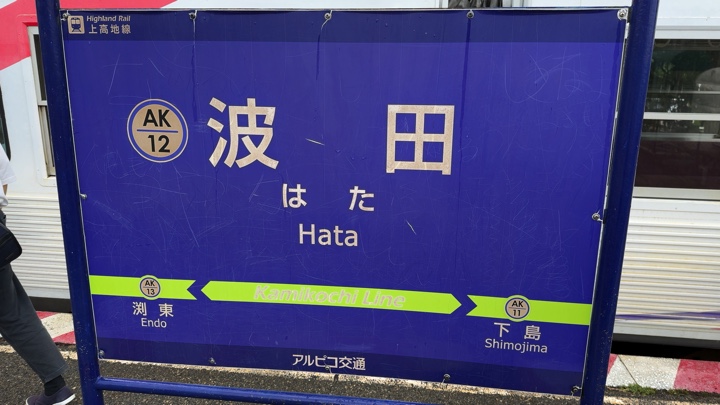 Highland Rail
上高地線
AK
12
波 田
は た
Hata
Kamikochi Line
AK
13
渕 東
Endo
AK
11
下 島
Shimojima
アルピコ交通